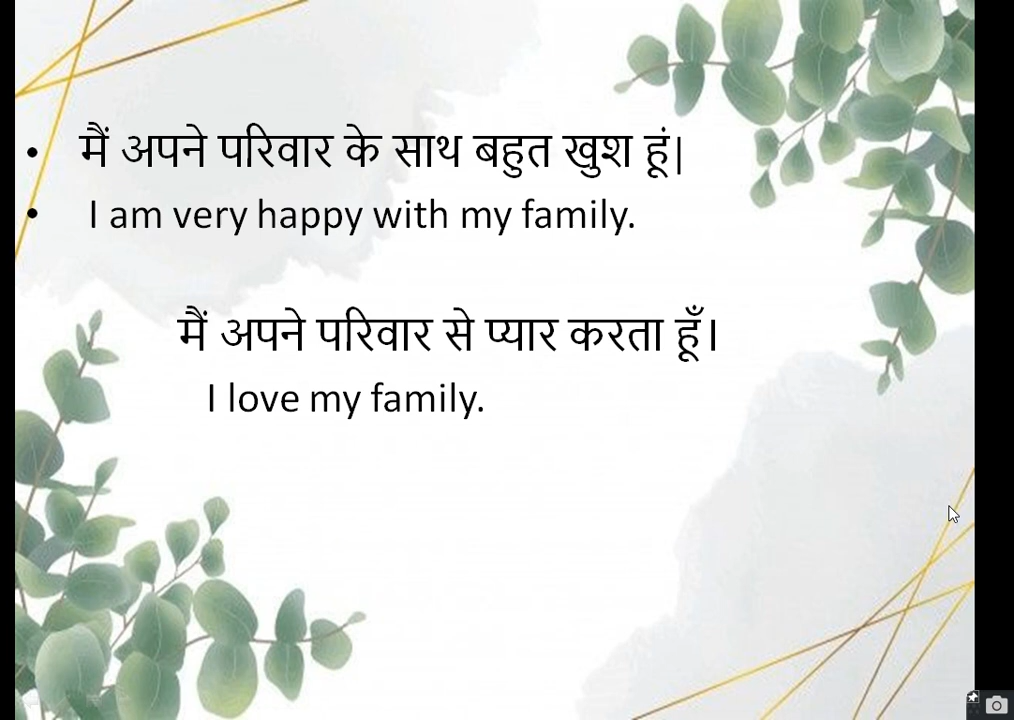 • मैं अपने परिवार के साथ बहुत खुश हूं|
• I am very happy with my family.
मैं अपने परिवार से प्यार करता हूँ।
I love my family.